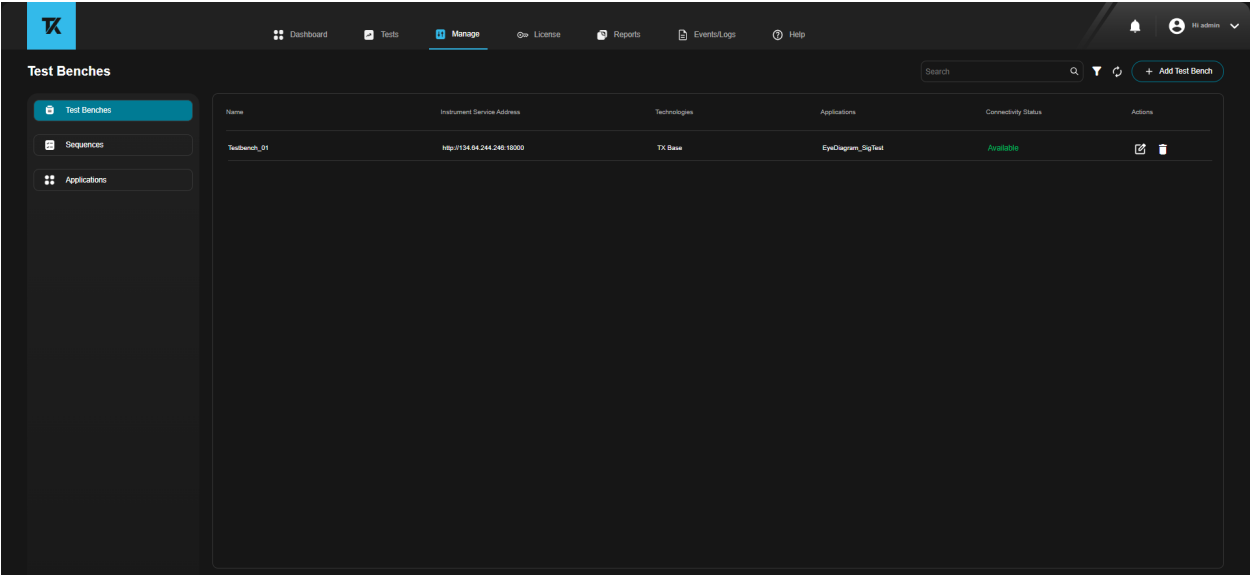 TK
Dashboard Tests Manage License Reports Events/Logs Help Hi admin
Test Benches Search + Add Test Bench
Test Benches
Sequences
Applications
Name Instrument Service Address Technologies Applications Connectivity Status Actions
Testbench_01 http://134.64.244.246:18000 TX Base EyeDiagram_SigTest Available